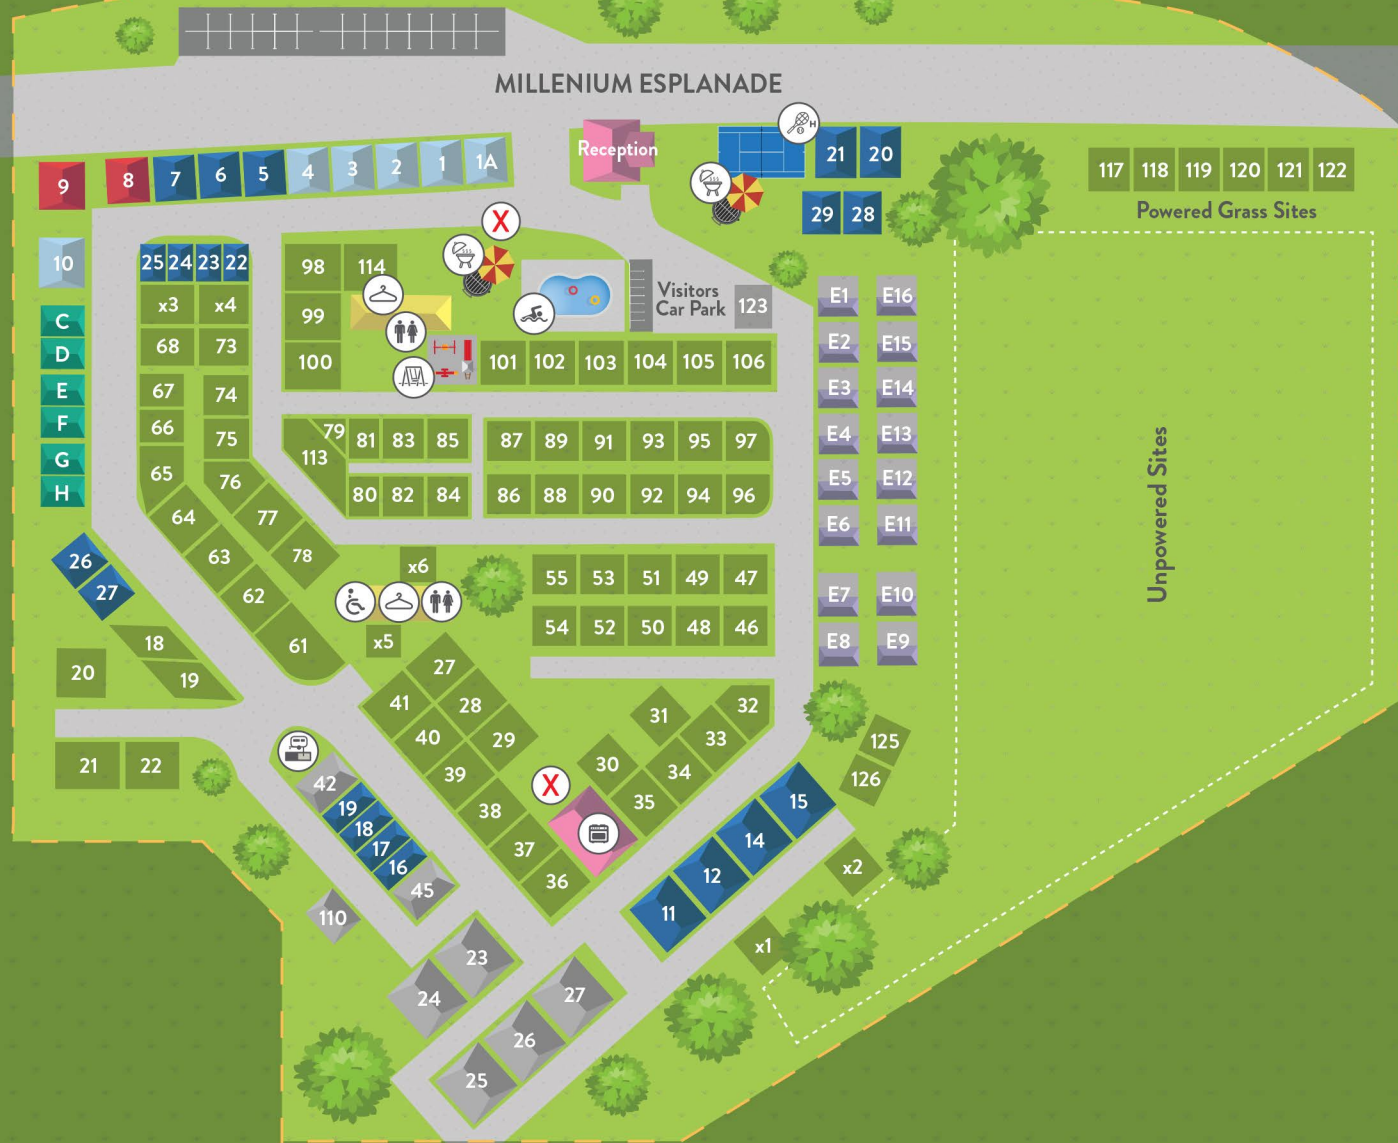 MILLENIUM ESPLANADE
Reception
H
21 20
29 28
117 118 119 120 121 122
Powered Grass Sites
9 8 7 6 5 4 3 2 1 1A
X
10
25 24 23 22
x3 x4
68 73
67 74
66 75
65 76
64 77
63 78
62
61
C
D
E
F
G
H
98 114
99
100
101 102 103 104 105 106
Visitors
Car Park
123
79 81 83 85
113
80 82 84
87 89 91 93 95 97
86 88 90 92 94 96
E1 E16
E2 E15
E3 E14
E4 E13
E5 E12
E6 E11
E7 E10
E8 E9
Unpowered Sites
26
27
18
19
20
21 22
x6
x5
55 53 51 49 47
54 52 50 48 46
27
41 28
40 29
39
38
37
36
31 32
33
30 34
35
X
42
19
18
17
16
45
110
23
24
27
26
25
15
14
12
11
125
126
x2
x1